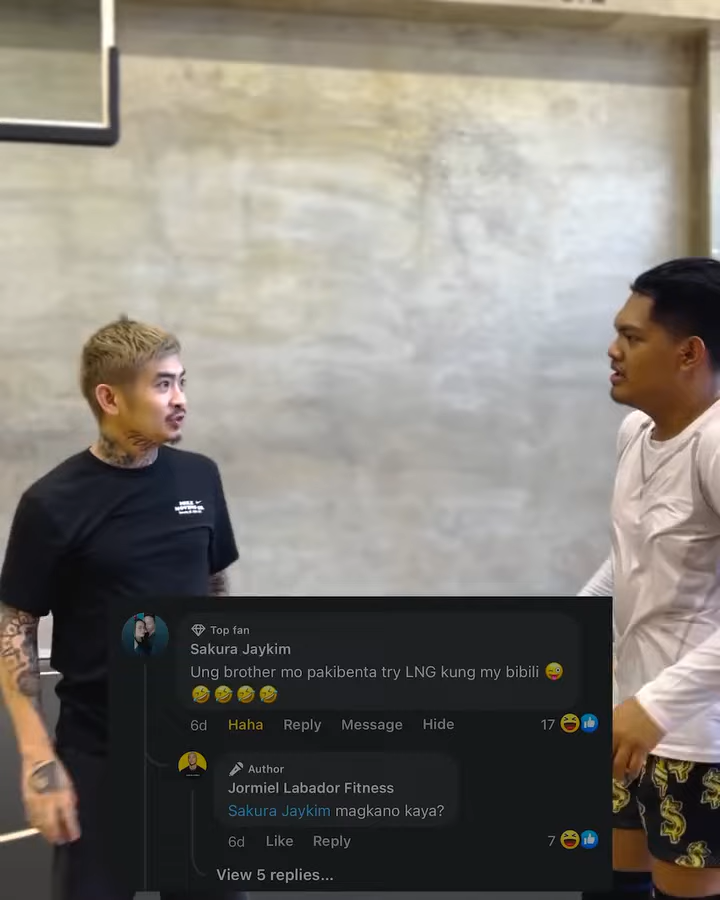 Top fan
Sakura Jaykim
Ung brother mo pakibenta try LNG kung my bibili 😜
🤣🤣🤣🤣
6d Haha Reply Message Hide 17
Author
Jormiel Labador Fitness
Sakura Jaykim magkano kaya?
6d Like Reply 7
View 5 replies...